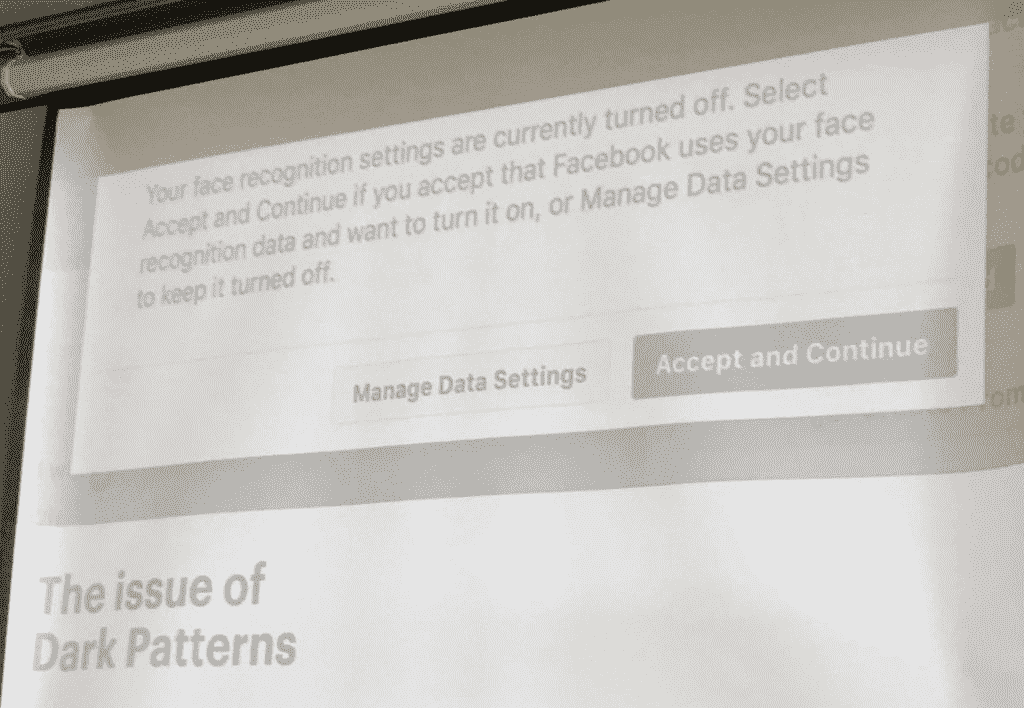 Your face recognition settings are currently turned off. Select
Accept and Continue if you accept that Facebook uses your face
recognition data and want to turn it on, or Manage Data Settings
to keep it turned off.
Manage Data Settings
Accept and Continue
The issue of
Dark Patterns